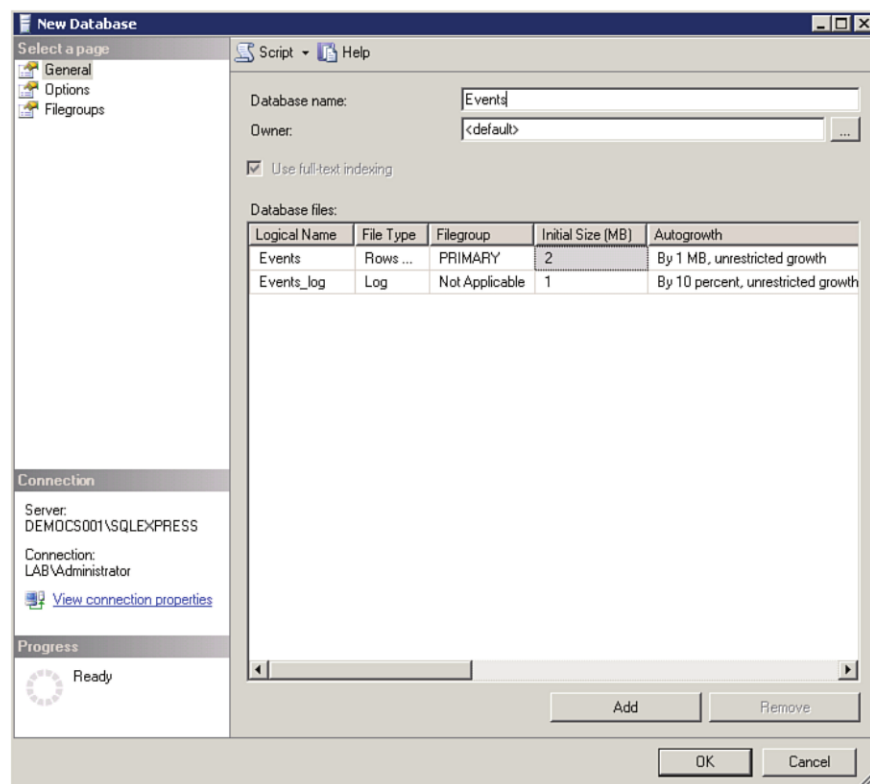 New Database
Select a page
General
Options
Filegroups
Script
Help
Database name:
Events
Owner:
<default>
...
Use full-text indexing
Database files:
Logical Name File Type Filegroup Initial Size (MB) Autogrowth
Events Rows ... PRIMARY 2 By 1 MB, unrestricted growth
Events_log Log Not Applicable 1 By 10 percent, unrestricted growth
Connection
Server:
DEMOCS001\SQLEXPRESS
Connection:
LAB\Administrator
View connection properties
Progress
Ready
Add
Remove
OK
Cancel